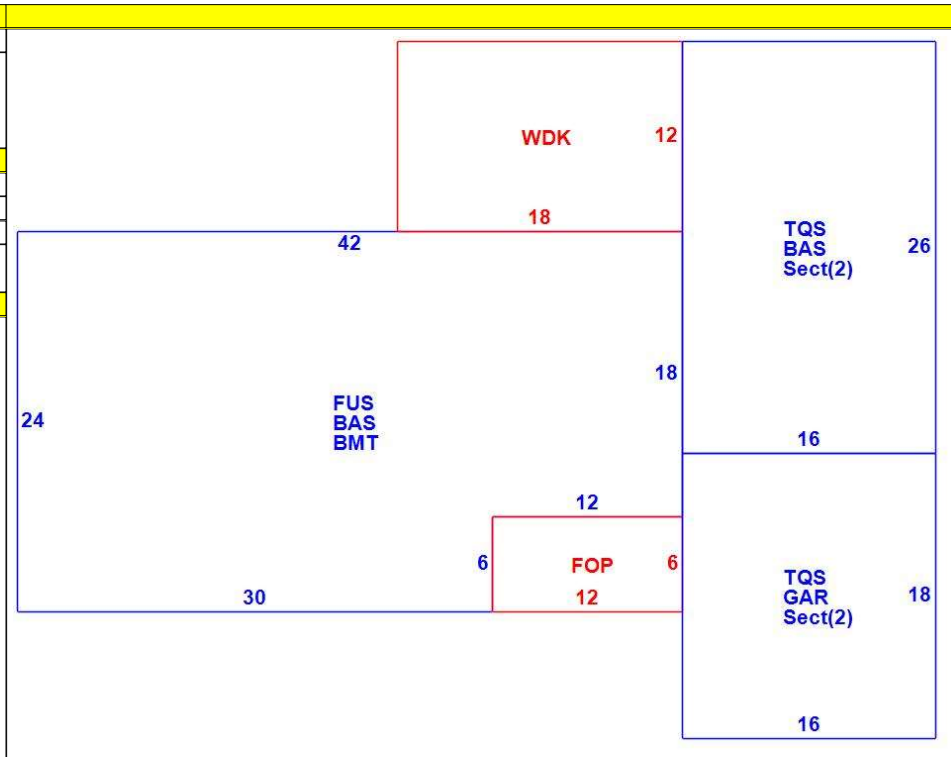 WDK
12
18
42
TQS
BAS
Sect(2)
26
24
FUS
BAS
BMT
18
16
12
6
FOP
6
12
30
TQS
GAR
Sect(2)
18
16